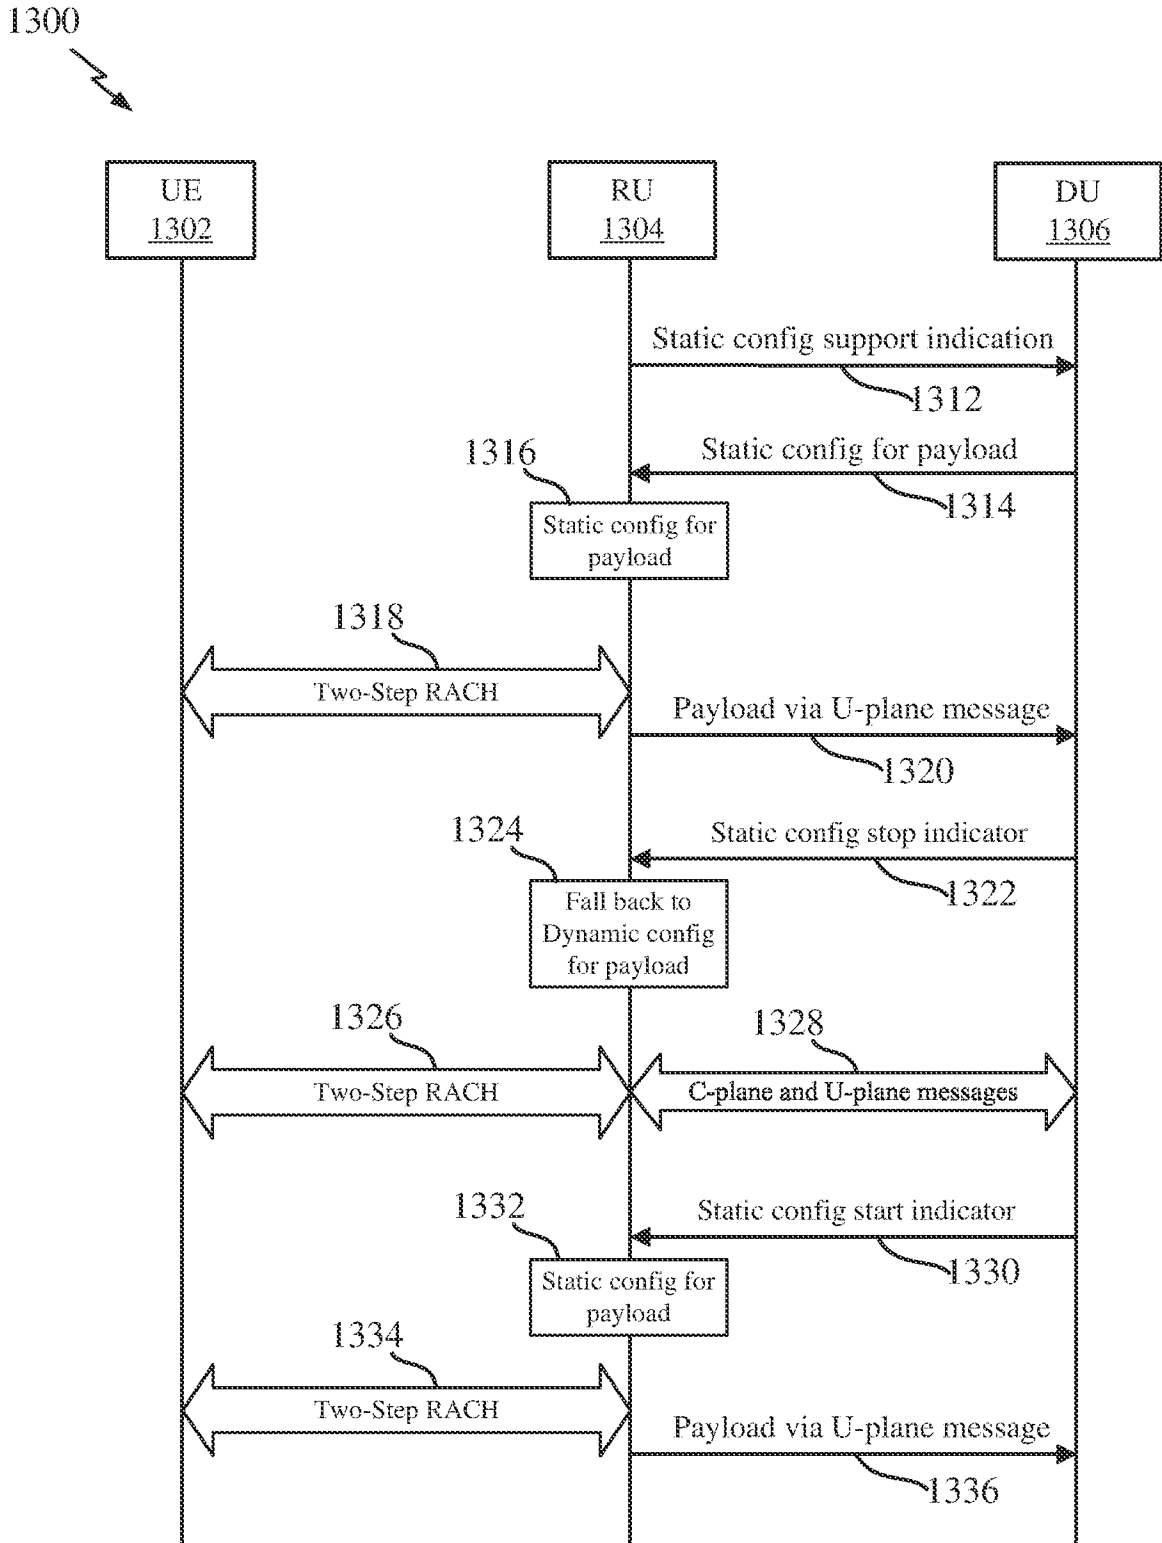 1300
UE
1302
RU
1304
DU
1306
Static config support indication
1312
Static config for payload
1314
1316
Static config for
payload
1318
Two-Step RACH
Payload via U-plane message
1320
Static config stop indicator
1322
1324
Fall back to
Dynamic config
for payload
1326
Two-Step RACH
1328
C-plane and U-plane messages
Static config start indicator
1330
1332
Static config for
payload
1334
Two-Step RACH
Payload via U-plane message
1336